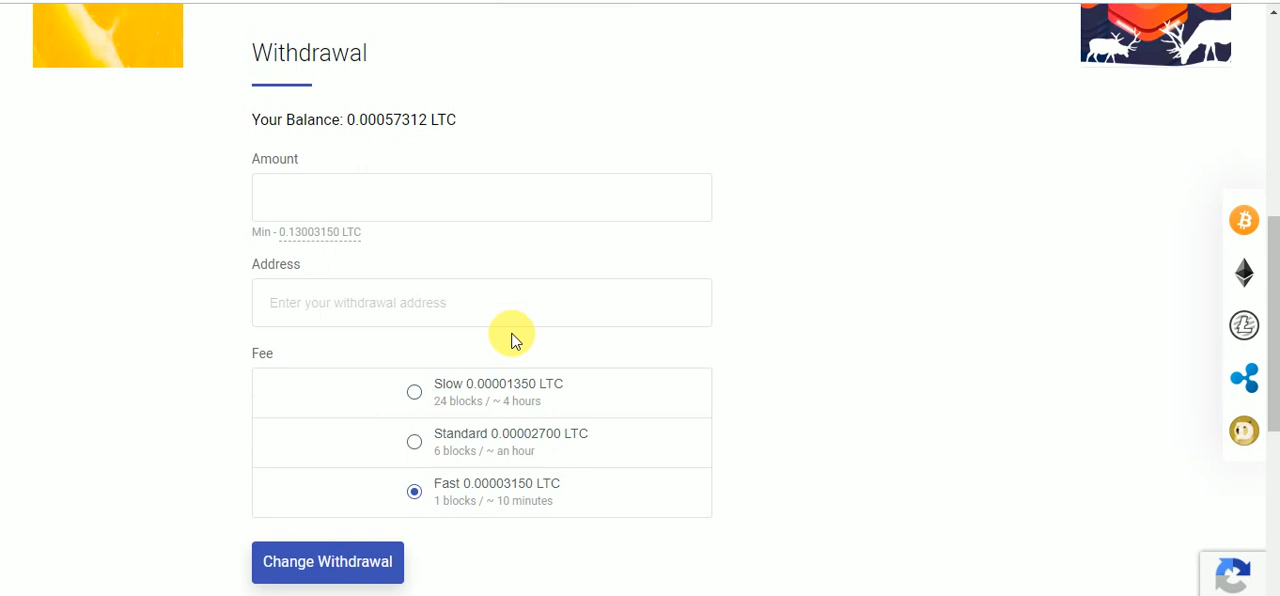 Withdrawal
Your Balance: 0.00057312 LTC
Amount
Min - 0.13003150 LTC
Address
Enter your withdrawal address
Fee
Slow 0.00001350 LTC
24 blocks / ~ 4 hours
Standard 0.00002700 LTC
6 blocks / ~ an hour
Fast 0.00003150 LTC
1 blocks / ~ 10 minutes
Change Withdrawal